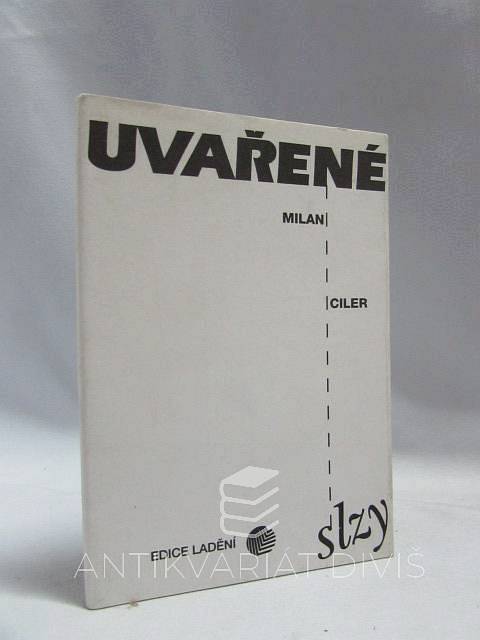 UVAŘENÉ
MILAN
CILER
slzy
EDICE LADĚNÍ
ANTIKVARIÁT DIVIŠ